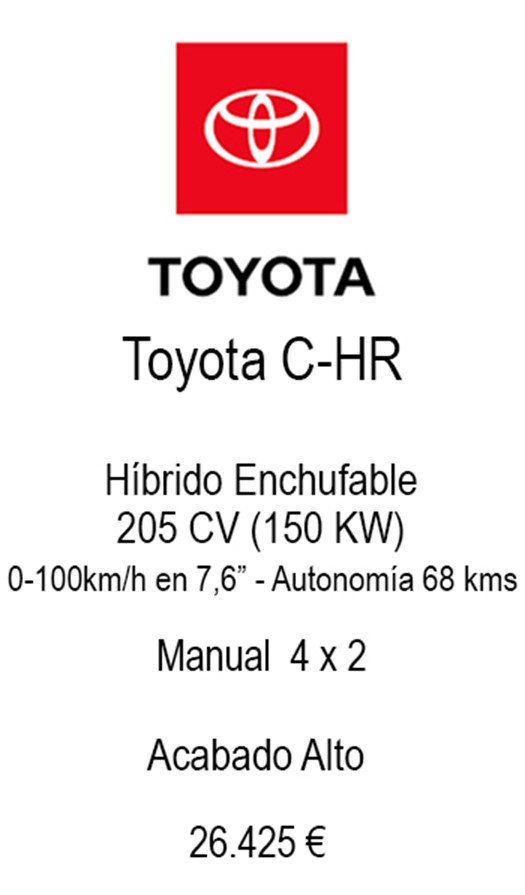 TOYOTA
Toyota C-HR
Híbrido Enchufable
205 CV (150 KW)
0-100km/h en 7,6” - Autonomía 68 kms
Manual 4 x 2
Acabado Alto
26.425 €